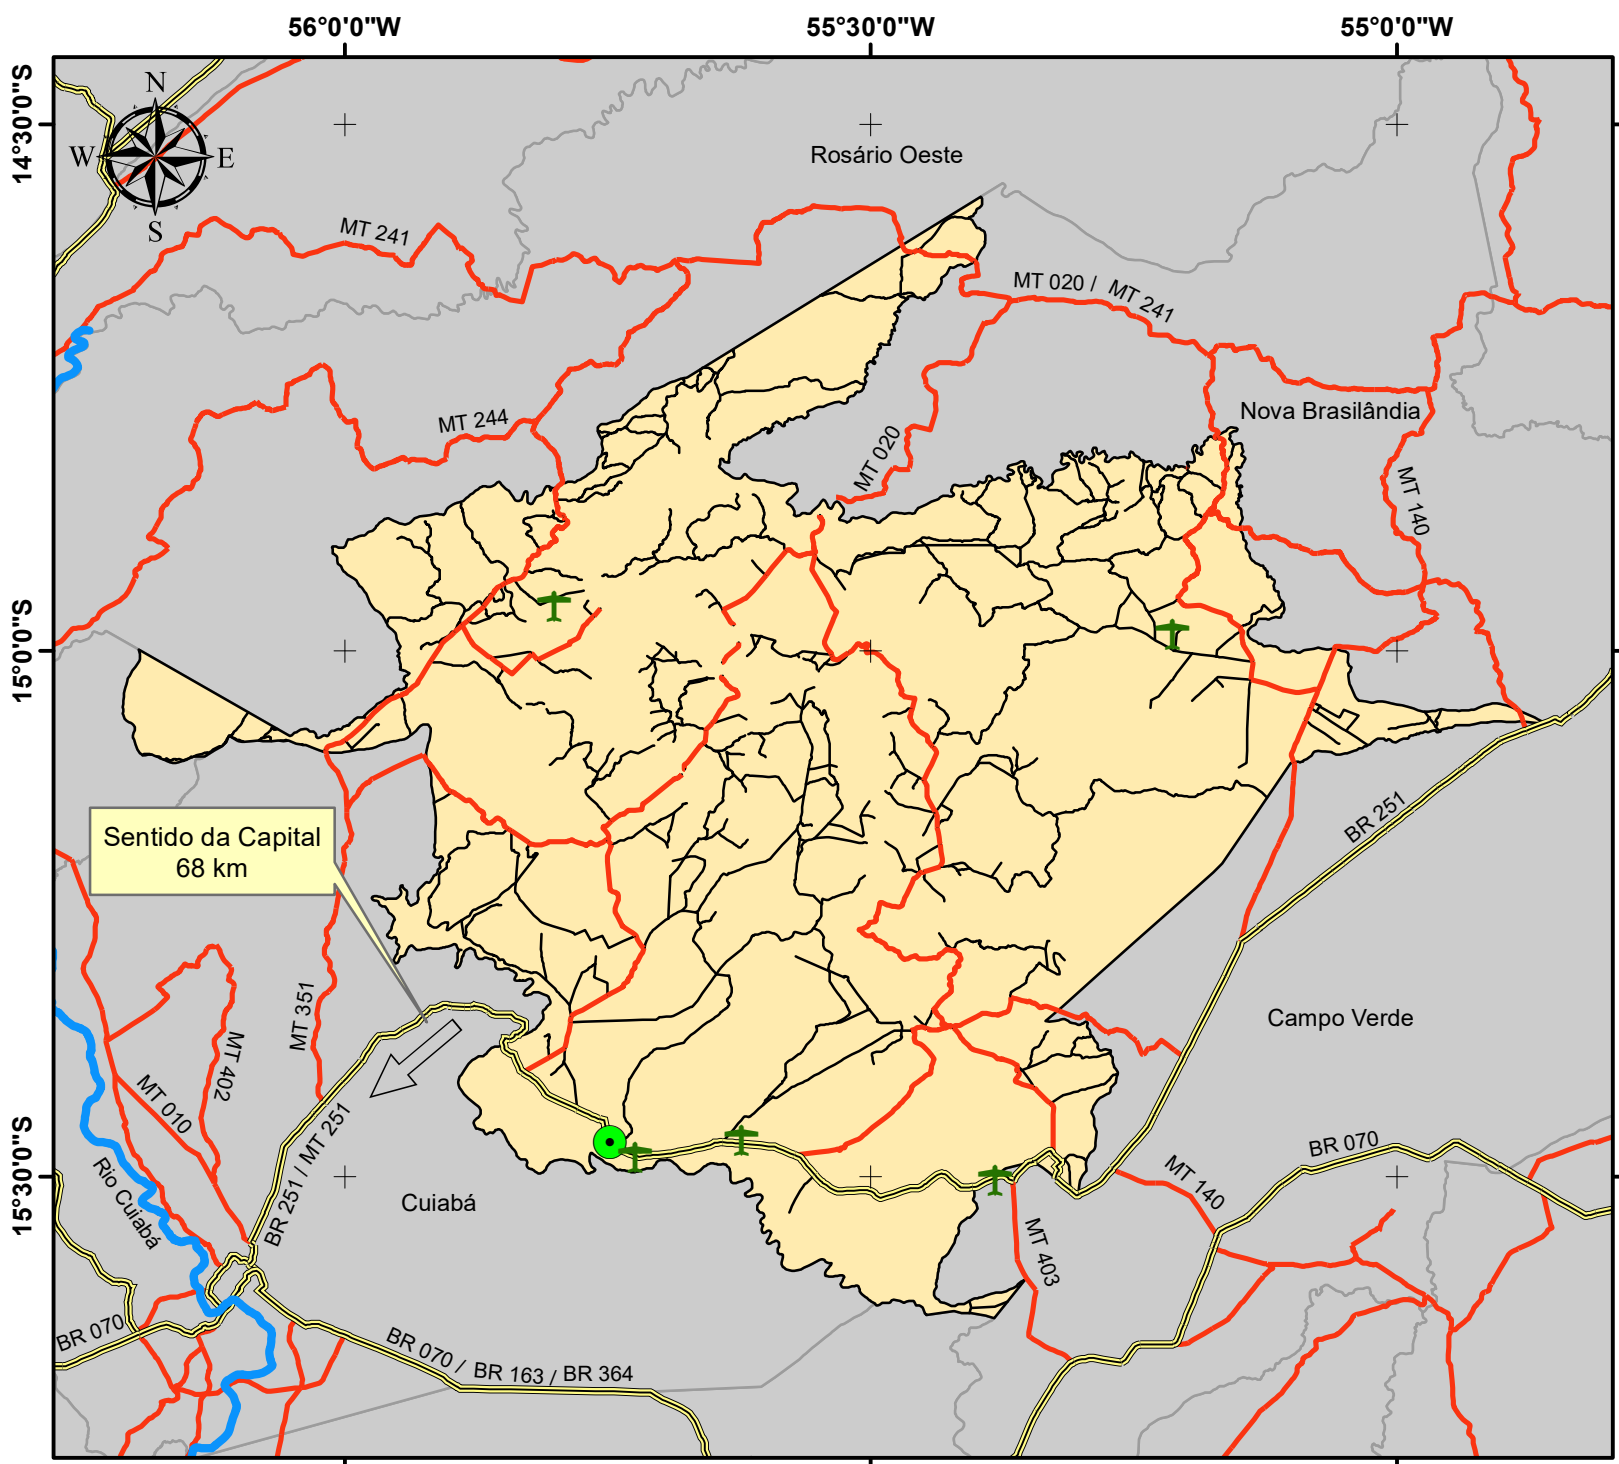 56°0'0"W
55°30'0"W
55°0'0"W
14°30'0"S
N
W
E
S
Rosário Oeste
MT 241
MT 020 / MT 241
Nova Brasilândia
MT 244
MT 020
MT 140
15°0'0"S
BR 251
Sentido da Capital
68 km
MT 351
Campo Verde
MT 402
MT 010
BR 251 / MT 251
15°30'0"S
Rio Cuiabá
Cuiabá
BR 070
MT 140
MT 403
BR 070
BR 070 / BR 163 / BR 364